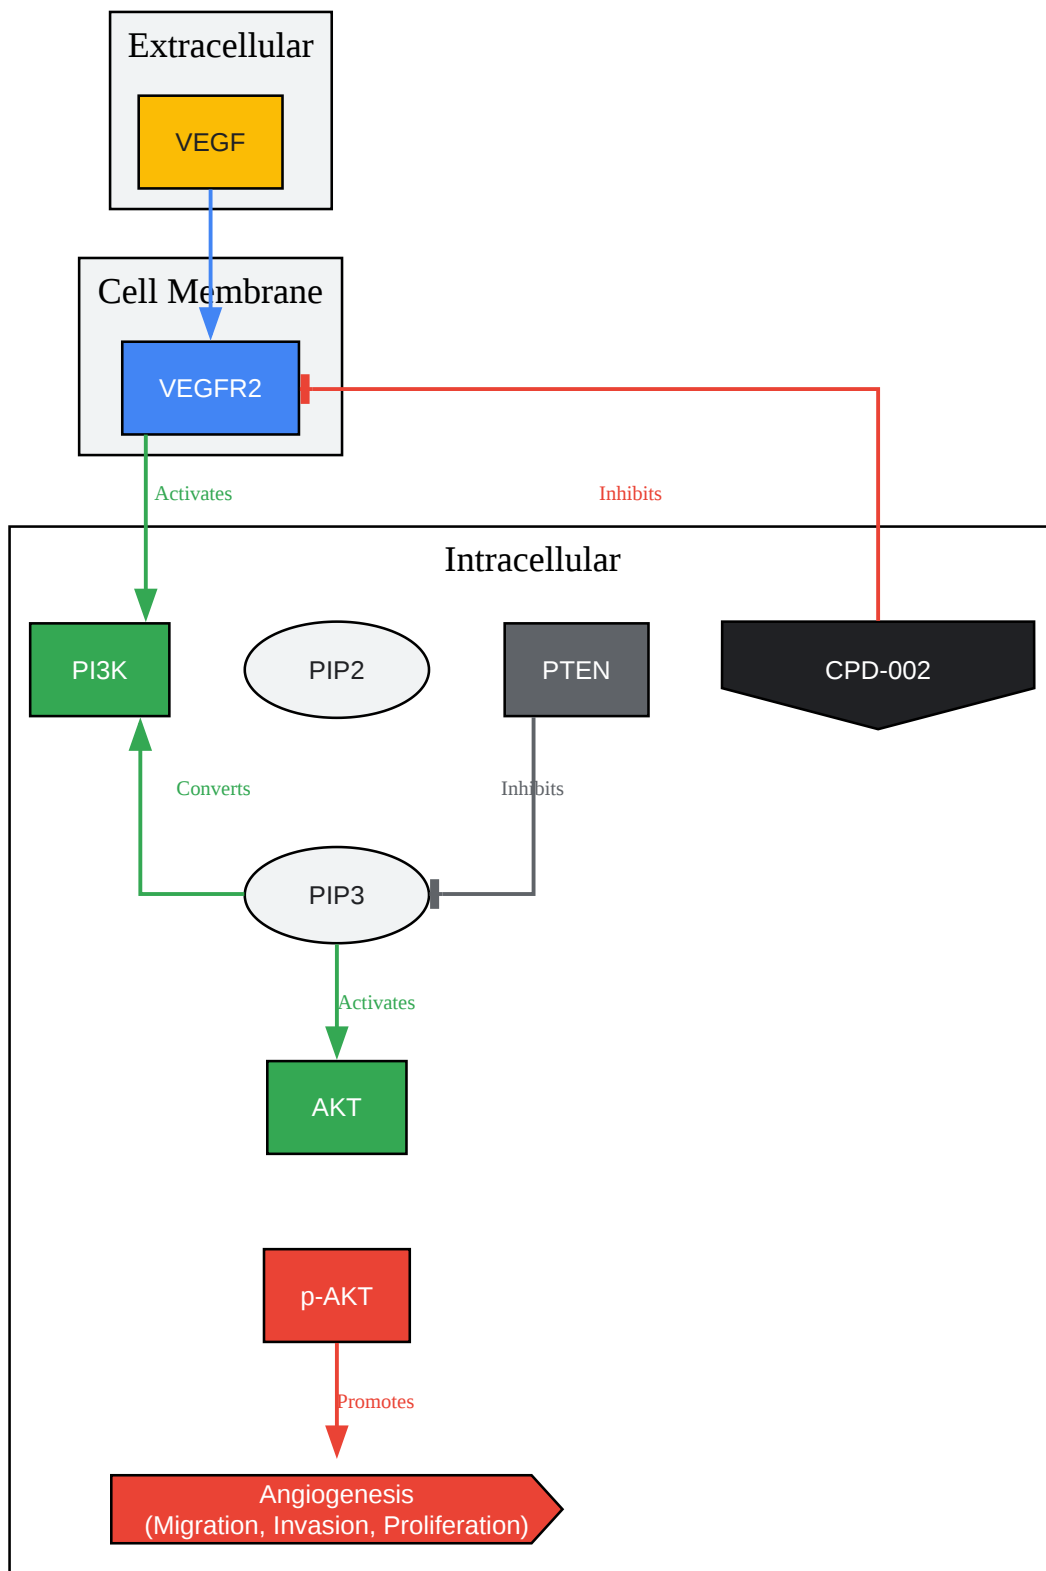 Extracellular
VEGF
Cell Membrane
VEGFR2
Activates
Inhibits
Intracellular
PI3K
PIP2
PTEN
CPD-002
Converts
Inhibits
PIP3
Activates
AKT
p-AKT
Promotes
Angiogenesis
(Migration, Invasion, Proliferation)